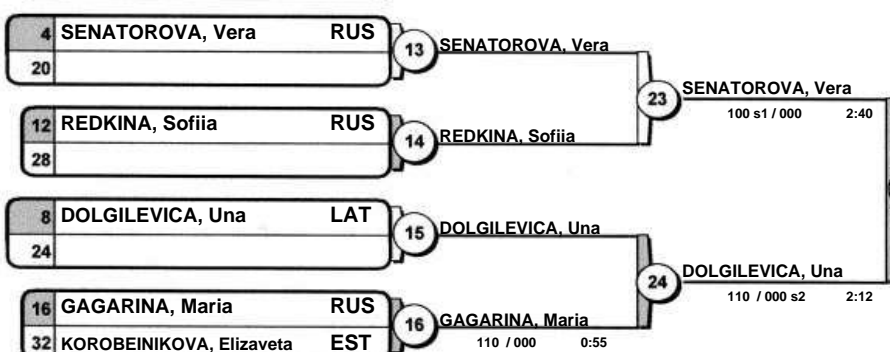 4 SENATOROVA, Vera RUS
20
13 SENATOROVA, Vera
12 REDKINA, Sofiia RUS
28
14 REDKINA, Sofiia
23 SENATOROVA, Vera
100 s1 / 000 2:40
8 DOLGILEVICA, Una LAT
24
15 DOLGILEVICA, Una
16 GAGARINA, Maria RUS
32 KOROBEINIKOVA, Elizaveta EST
16 GAGARINA, Maria
110 / 000 0:55
24 DOLGILEVICA, Una
110 / 000 s2 2:12